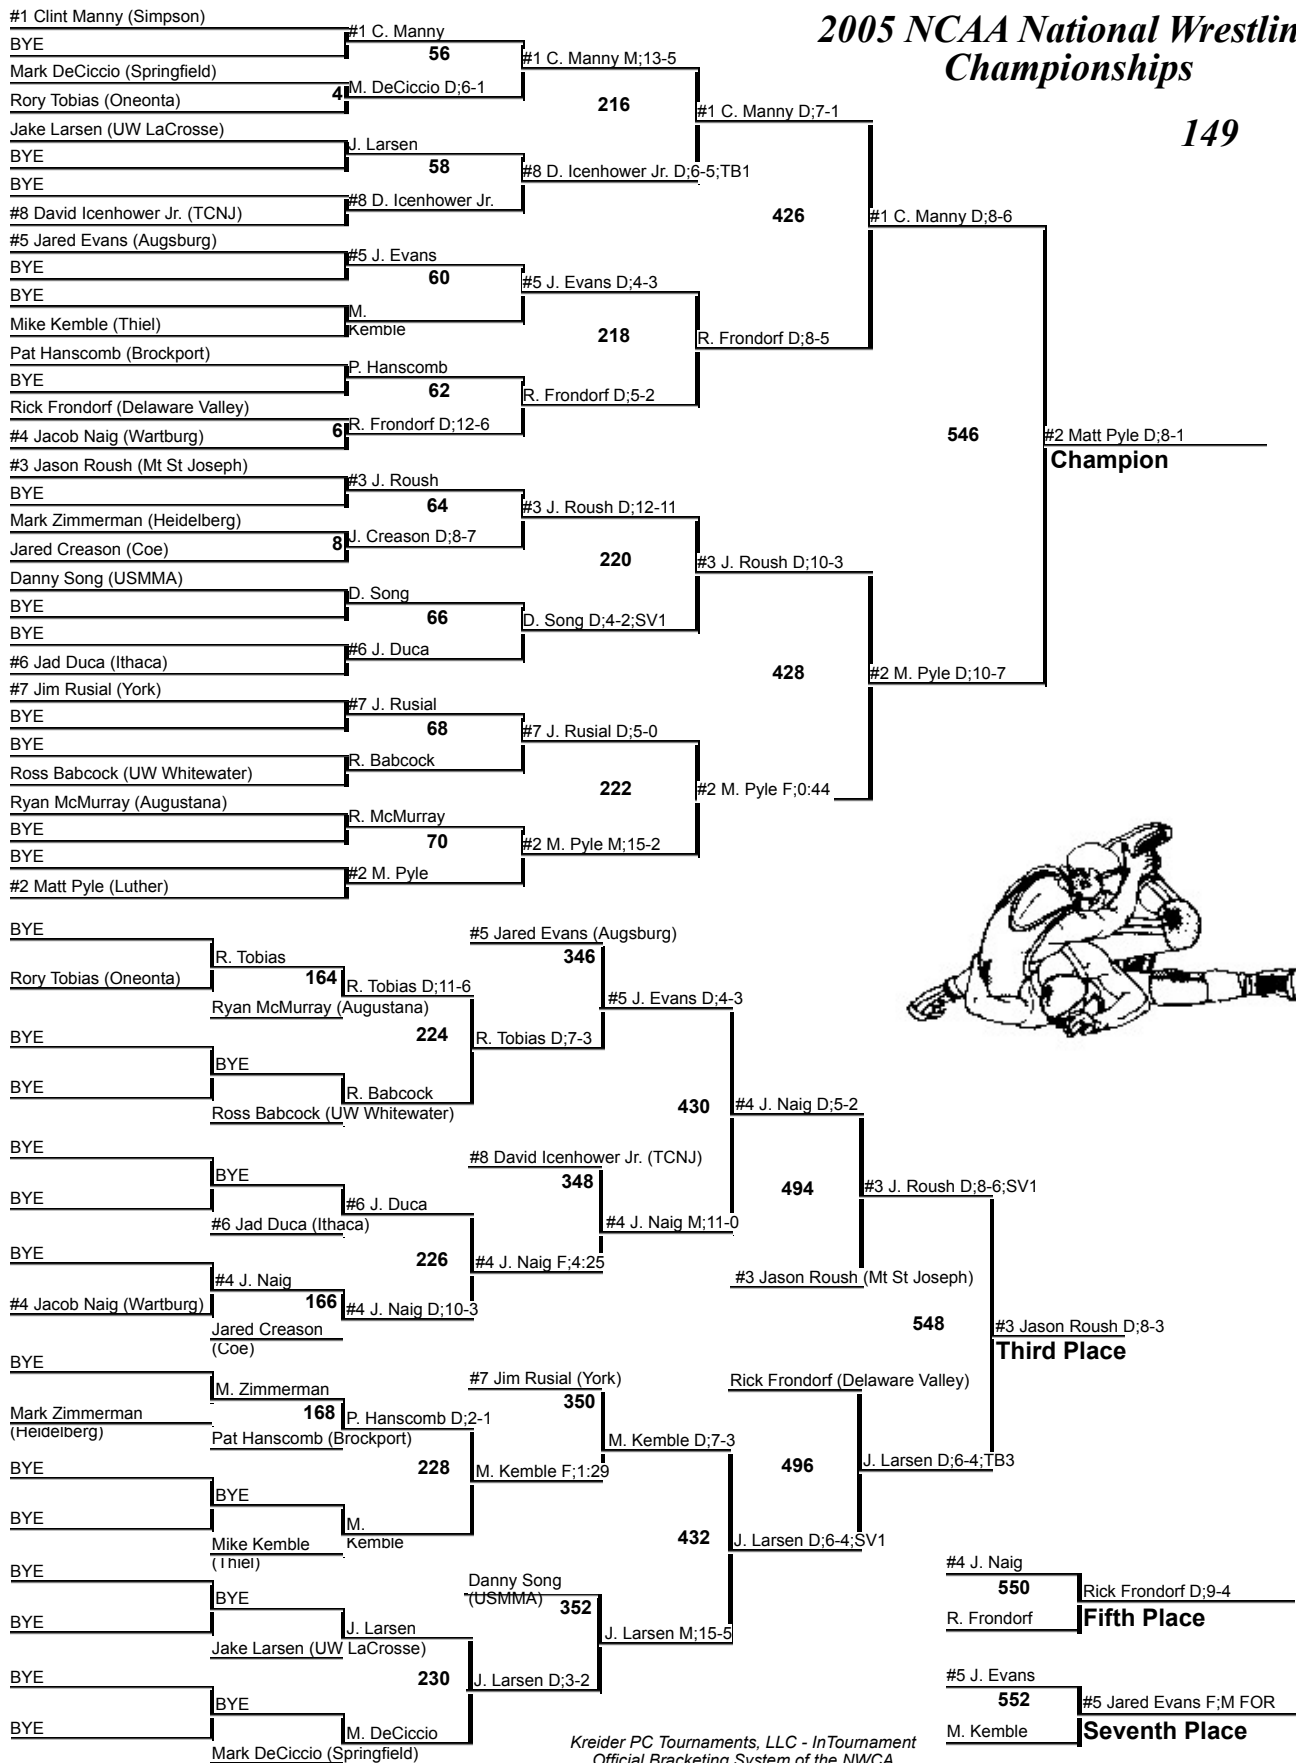 2005 NCAA National Wrestlin
Championships
149
#1 Clint Manny (Simpson)
BYE
Mark DeCiccio (Springfield)
Rory Tobias (Oneonta)
Jake Larsen (UW LaCrosse)
BYE
BYE
#8 David Icenhower Jr. (TCNJ)
#5 Jared Evans (Augsburg)
BYE
BYE
Mike Kemble (Thiel)
Pat Hanscomb (Brockport)
BYE
Rick Frondorf (Delaware Valley)
#4 Jacob Naig (Wartburg)
#3 Jason Roush (Mt St Joseph)
BYE
Mark Zimmerman (Heidelberg)
Jared Creason (Coe)
Danny Song (USMMA)
BYE
BYE
#6 Jad Duca (Ithaca)
#7 Jim Rusial (York)
BYE
BYE
Ross Babcock (UW Whitewater)
Ryan McMurray (Augustana)
BYE
BYE
#2 Matt Pyle (Luther)
#1 C. Manny
56
4 M. DeCiccio D;6-1
J. Larsen
58
#8 D. Icenhower Jr.
#5 J. Evans
60
M.
Kemble
P. Hanscomb
62
6 R. Frondorf D;12-6
#3 J. Roush
64
8 J. Creason D;8-7
D. Song
66
#6 J. Duca
#7 J. Rusial
68
R. Babcock
R. McMurray
70
#2 M. Pyle
#1 C. Manny M;13-5
216
#8 D. Icenhower Jr. D;6-5;TB1
#5 J. Evans D;4-3
218
R. Frondorf D;5-2
#3 J. Roush D;12-11
220
D. Song D;4-2;SV1
#7 J. Rusial D;5-0
222
#2 M. Pyle M;15-2
#1 C. Manny D;7-1
426
R. Frondorf D;8-5
#3 J. Roush D;10-3
428
#2 M. Pyle F;0:44
#1 C. Manny D;8-6
546
#2 M. Pyle D;10-7
#2 Matt Pyle D;8-1
Champion
BYE
Rory Tobias (Oneonta)
BYE
BYE
BYE
BYE
BYE
#4 Jacob Naig (Wartburg)
BYE
Mark Zimmerman
(Heidelberg)
BYE
BYE
BYE
BYE
BYE
BYE
R. Tobias
164
Ryan McMurray (Augustana)
BYE
Ross Babcock (UW Whitewater)
BYE
#6 Jad Duca (Ithaca)
#4 J. Naig
166
Jared Creason
(Coe)
M. Zimmerman
168
Pat Hanscomb (Brockport)
BYE
Mike Kemble
(Thiel)
BYE
Jake Larsen (UW LaCrosse)
BYE
Mark DeCiccio (Springfield)
R. Tobias D;11-6
224
R. Babcock
#6 J. Duca
226
#4 J. Naig D;10-3
P. Hanscomb D;2-1
228
M.
Kemble
J. Larsen
230
M. DeCiccio
#5 Jared Evans (Augsburg)
346
R. Tobias D;7-3
#8 David Icenhower Jr. (TCNJ)
348
#4 J. Naig F;4:25
#7 Jim Rusial (York)
350
M. Kemble F;1:29
Danny Song
(USMMA)
352
J. Larsen D;3-2
#5 J. Evans D;4-3
430
#4 J. Naig M;11-0
M. Kemble D;7-3
432
J. Larsen M;15-5
#4 J. Naig D;5-2
494
#3 Jason Roush (Mt St Joseph)
Rick Frondorf (Delaware Valley)
496
J. Larsen D;6-4;SV1
#3 J. Roush D;8-6;SV1
548
J. Larsen D;6-4;TB3
#3 Jason Roush D;8-3
Third Place
#4 J. Naig
550
R. Frondorf
Rick Frondorf D;9-4
Fifth Place
#5 J. Evans
552
M. Kemble
#5 Jared Evans F;M FOR
Seventh Place
Kreider PC Tournaments, LLC - InTournament
Official Bracketing System of the NWCA